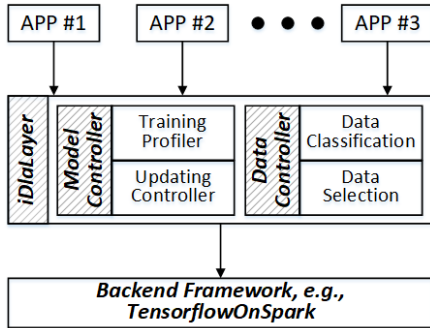 APP #1 APP #2 APP #3
iDlaLayer
Model Controller
Training Profiler
Updating Controller
Data Controller
Data Classification
Data Selection
Backend Framework, e.g.,
TensorflowOnSpark